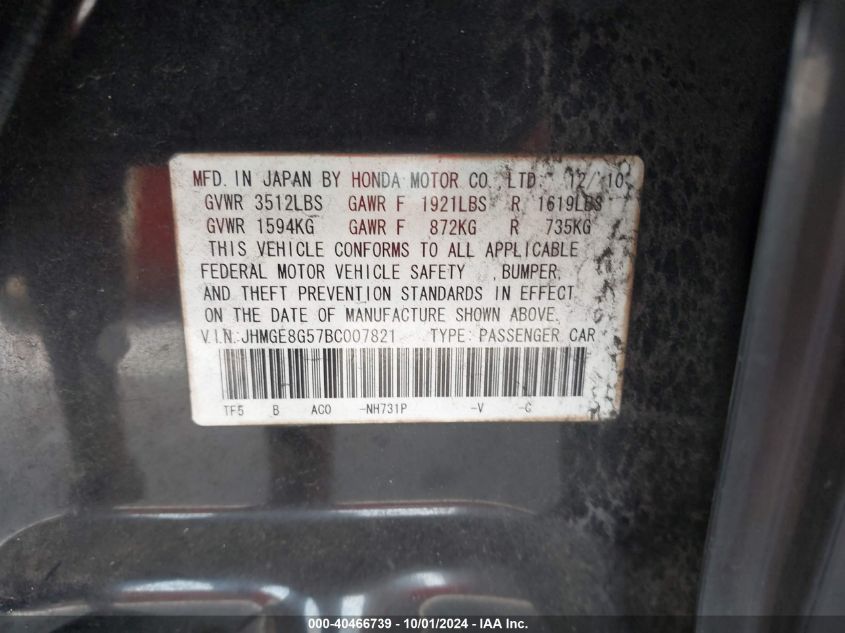 MFD. IN JAPAN BY HONDA MOTOR CO. LTD. 12/10
GVWR 3512LBS GAWR F 1921LBS R 1619LBS
GVWR 1594KG GAWR F 872KG R 735KG
THIS VEHICLE CONFORMS TO ALL APPLICABLE
FEDERAL MOTOR VEHICLE SAFETY ,BUMPER,
AND THEFT PREVENTION STANDARDS IN EFFECT
ON THE DATE OF MANUFACTURE SHOWN ABOVE.
V.I.N.:JHMGE8G57BC007821 TYPE: PASSENGER CAR
TF5 B AC0 -NH731P -V -C
000-40466739 - 10/01/2024 - IAA Inc.